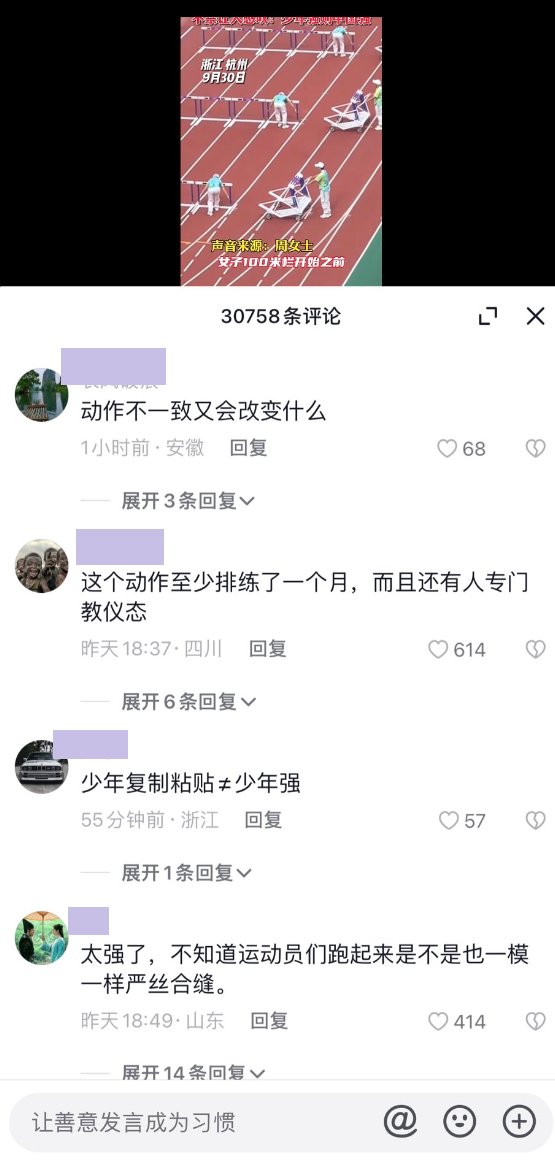 浙江 杭州
9月30日
声音来源：周女士
女子100米栏开始之前
30758条评论
动作不一致又会改变什么
1小时前·安徽 回复 68
展开3条回复
这个动作至少排练了一个月，而且还有人专门
教仪态
昨天18:37·四川 回复 614
展开6条回复
少年复制粘贴≠少年强
55分钟前·浙江 回复 57
展开1条回复
太强了，不知道运动员们跑起来是不是也一模
一样严丝合缝。
昨天18:49·山东 回复 414
展开14条回复
让善意发言成为习惯